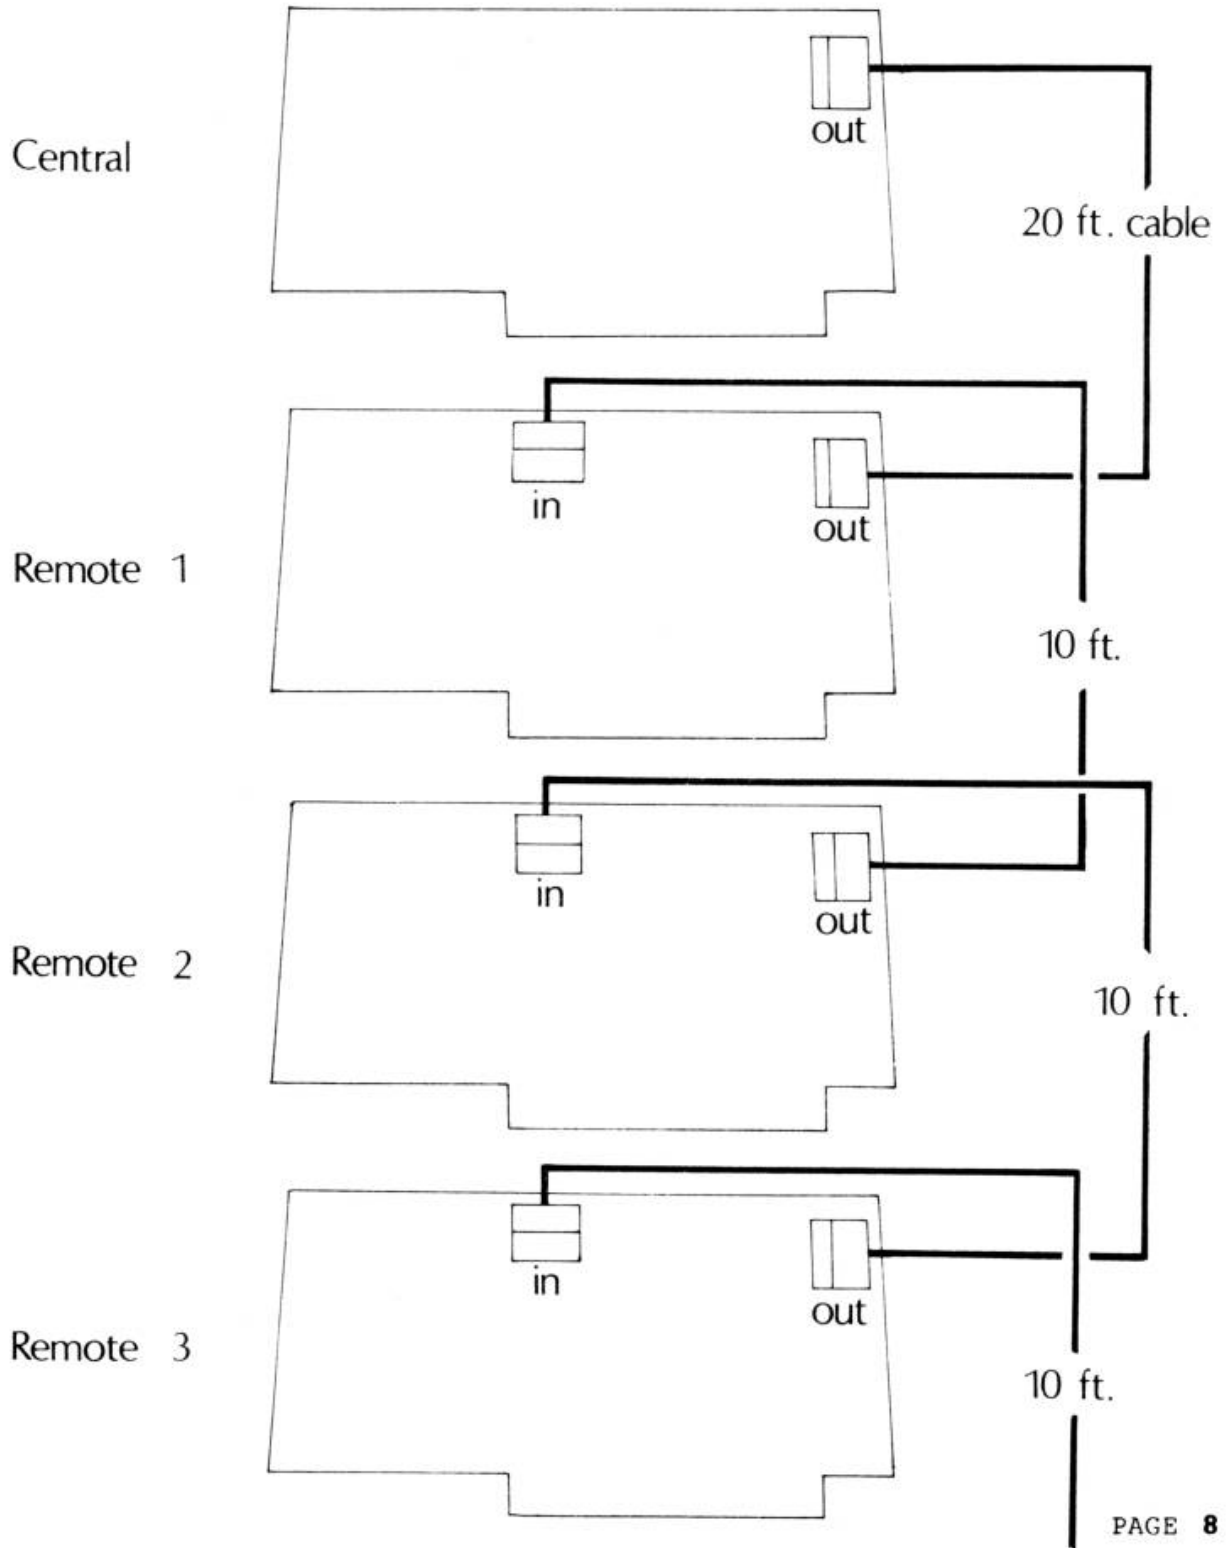 out
Central
20 ft. cable
in
out
Remote 1
10 ft.
in
out
Remote 2
10 ft.
in
out
Remote 3
10 ft.
PAGE 8